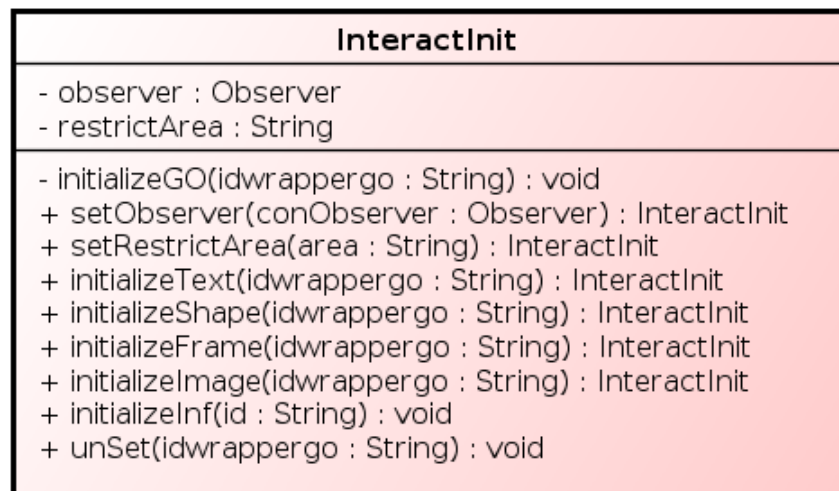 InteractInit
- observer : Observer
- restrictArea : String
- initializeGO(idwrappergo : String) : void
+ setObserver(conObserver : Observer) : InteractInit
+ setRestrictArea(area : String) : InteractInit
+ initializeText(idwrappergo : String) : InteractInit
+ initializeShape(idwrappergo : String) : InteractInit
+ initializeFrame(idwrappergo : String) : InteractInit
+ initializeImage(idwrappergo : String) : InteractInit
+ initializeInf(id : String) : void
+ unSet(idwrappergo : String) : void